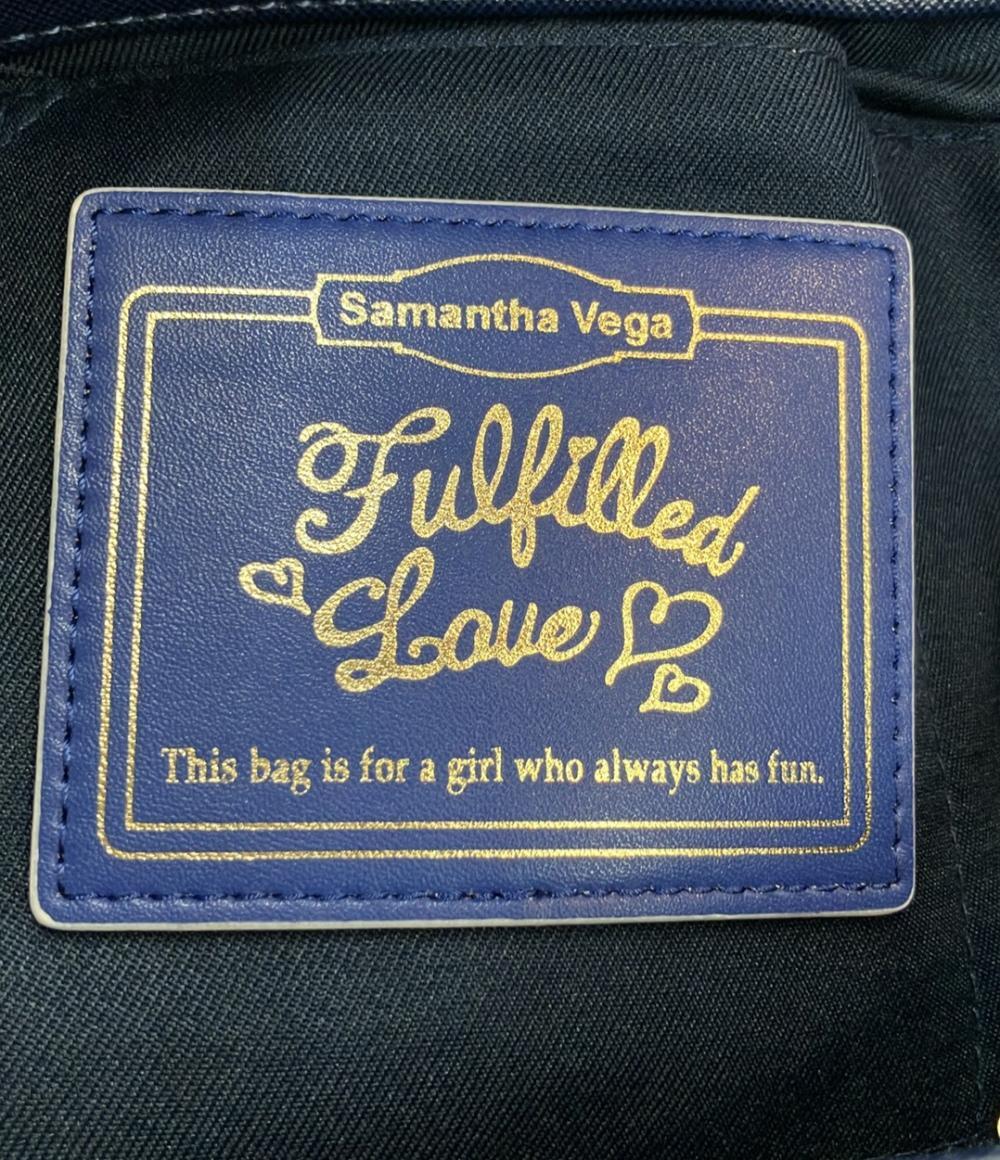 Samantha Vega
Fulfilled
Love
This bag is for a girl who always has fun.